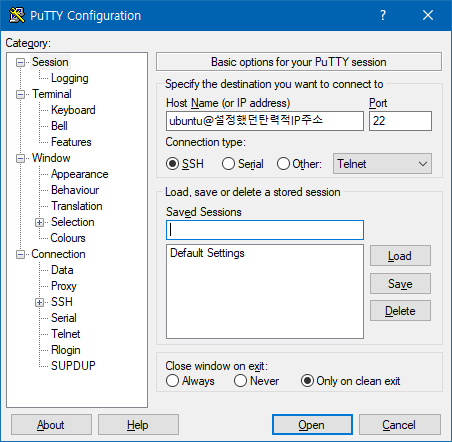 PuTTY Configuration
Category:
Session
Logging
Terminal
Keyboard
Bell
Features
Window
Appearance
Behaviour
Translation
Selection
Colours
Connection
Data
Proxy
SSH
Serial
Telnet
Rlogin
SUPDUP
Basic options for your PuTTY session
Specify the destination you want to connect to
Host Name (or IP address) Port
ubuntu@설정했던탄력적IP주소 22
Connection type:
SSH Serial Other: Telnet
Load, save or delete a stored session
Saved Sessions
Default Settings
Load
Save
Delete
Close window on exit:
Always Never Only on clean exit
About Help Open Cancel